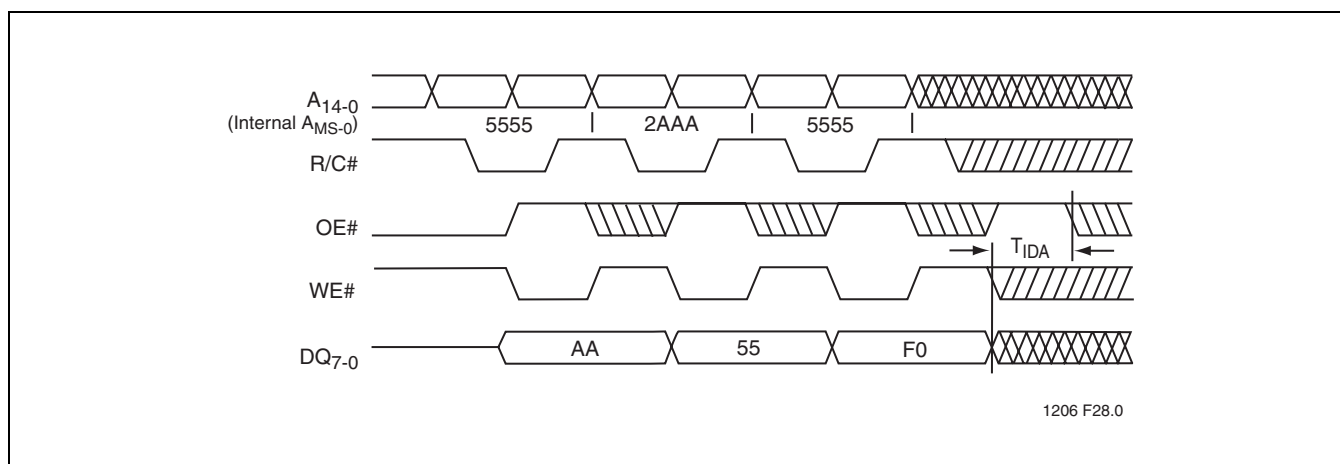 A14-0
(Internal AMS-0)
5555 2AAA 5555
R/C#
OE#
TIDA
WE#
DQ7-0
AA 55 F0
1206 F28.0